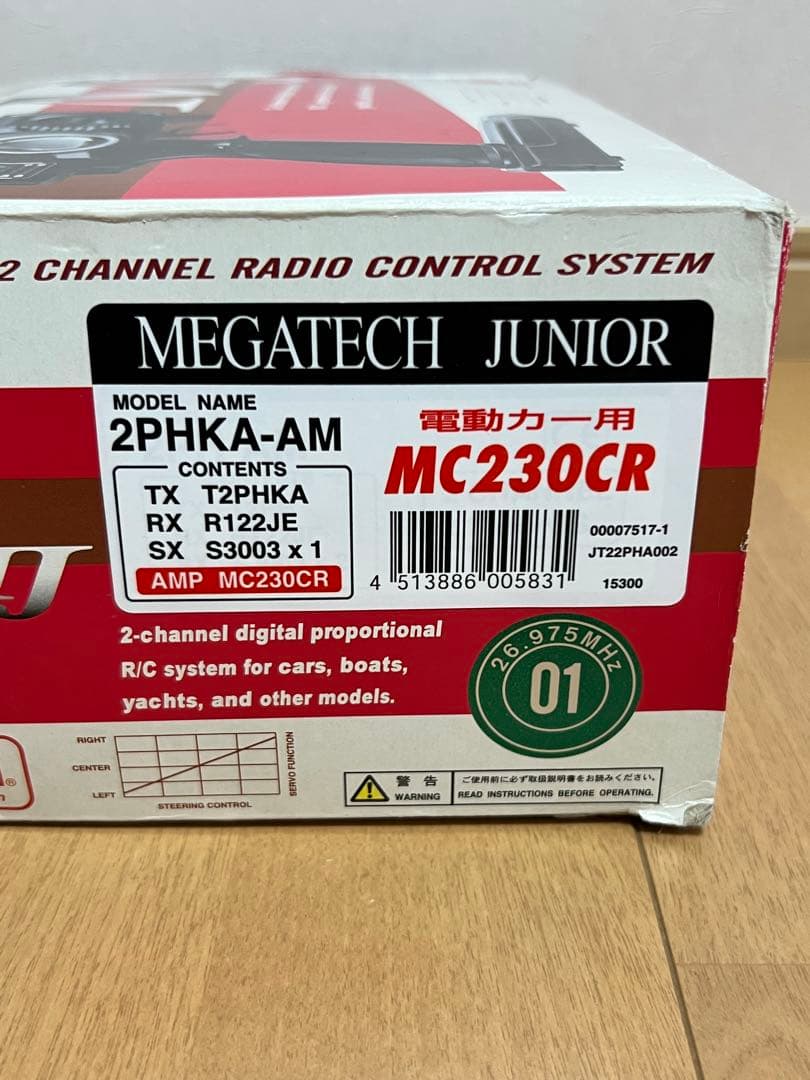 2 CHANNEL RADIO CONTROL SYSTEM
MEGATECH JUNIOR
MODEL NAME
2PHKA-AM
CONTENTS
TX T2PHKA
RX R122JE
SX S3003 x 1
AMP MC230CR
電動カー用
MC230CR
4 513886 005831
00007517-1
JT22PHA002
15300
2-channel digital proportional
R/C system for cars, boats,
yachts, and other models.
26.975MHz
01
RIGHT
CENTER
LEFT
STEERING CONTROL
SERVO FUNCTION
警告
WARNING
ご使用前に必ず取扱説明書をお読みください。
READ INSTRUCTIONS BEFORE OPERATING.